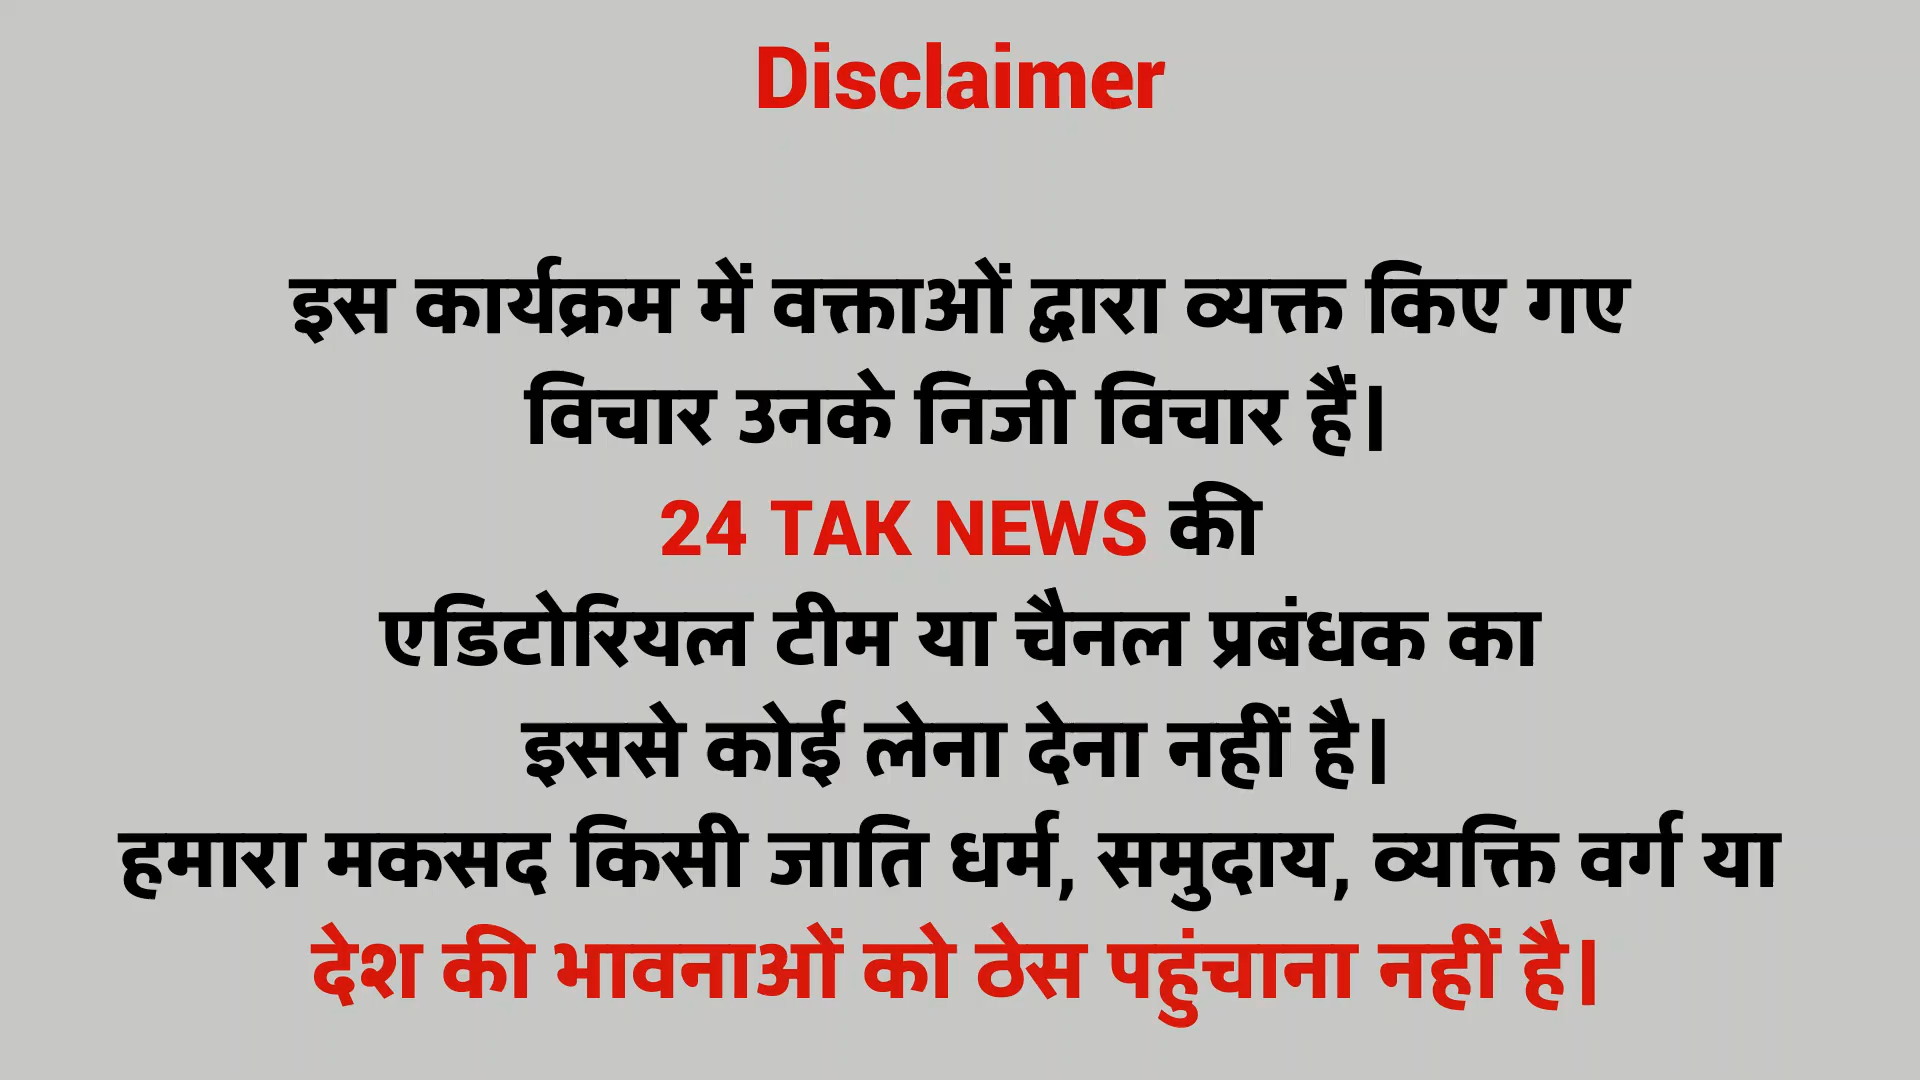 Disclaimer
इस कार्यक्रम में वक्ताओं द्वारा व्यक्त किए गए
विचार उनके निजी विचार हैं।
24 TAK NEWS की
एडिटोरियल टीम या चैनल प्रबंधक का
इससे कोई लेना देना नहीं है।
हमारा मकसद किसी जाति धर्म, समुदाय, व्यक्ति वर्ग या
देश की भावनाओं को ठेस पहुंचाना नहीं है।